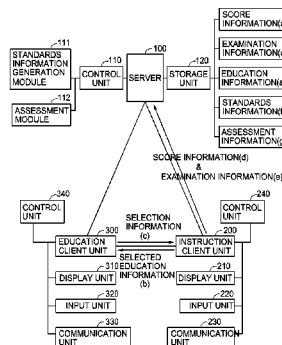 SCORE
INFORMATION(d
EXAMINATION
INFORMATION(e
EDUCATION
INFORMATION(a
STANDARDS
INFORMATION(f
ASSESSMENT
INFORMATION(g
111
STANDARDS
INFORMATION
GENERATION
MODULE
112
ASSESSMENT
MODULE
110
CONTROL
UNIT
100
SERVER
120
STORAGE
UNIT
SCORE INFORMATION(d)
&
EXAMINATION INFORMATION(e)
340
CONTROL
UNIT
300
EDUCATION
CLIENT UNIT
310
DISPLAY UNIT
320
INPUT UNIT
330
COMMUNICATION
UNIT
SELECTION
INFORMATION
(c)
SELECTED
EDUCATION
INFORMATION
(b)
240
CONTROL
UNIT
200
INSTRUCTION
CLIENT UNIT
210
DISPLAY UNIT
220
INPUT UNIT
230
COMMUNICATION
UNIT